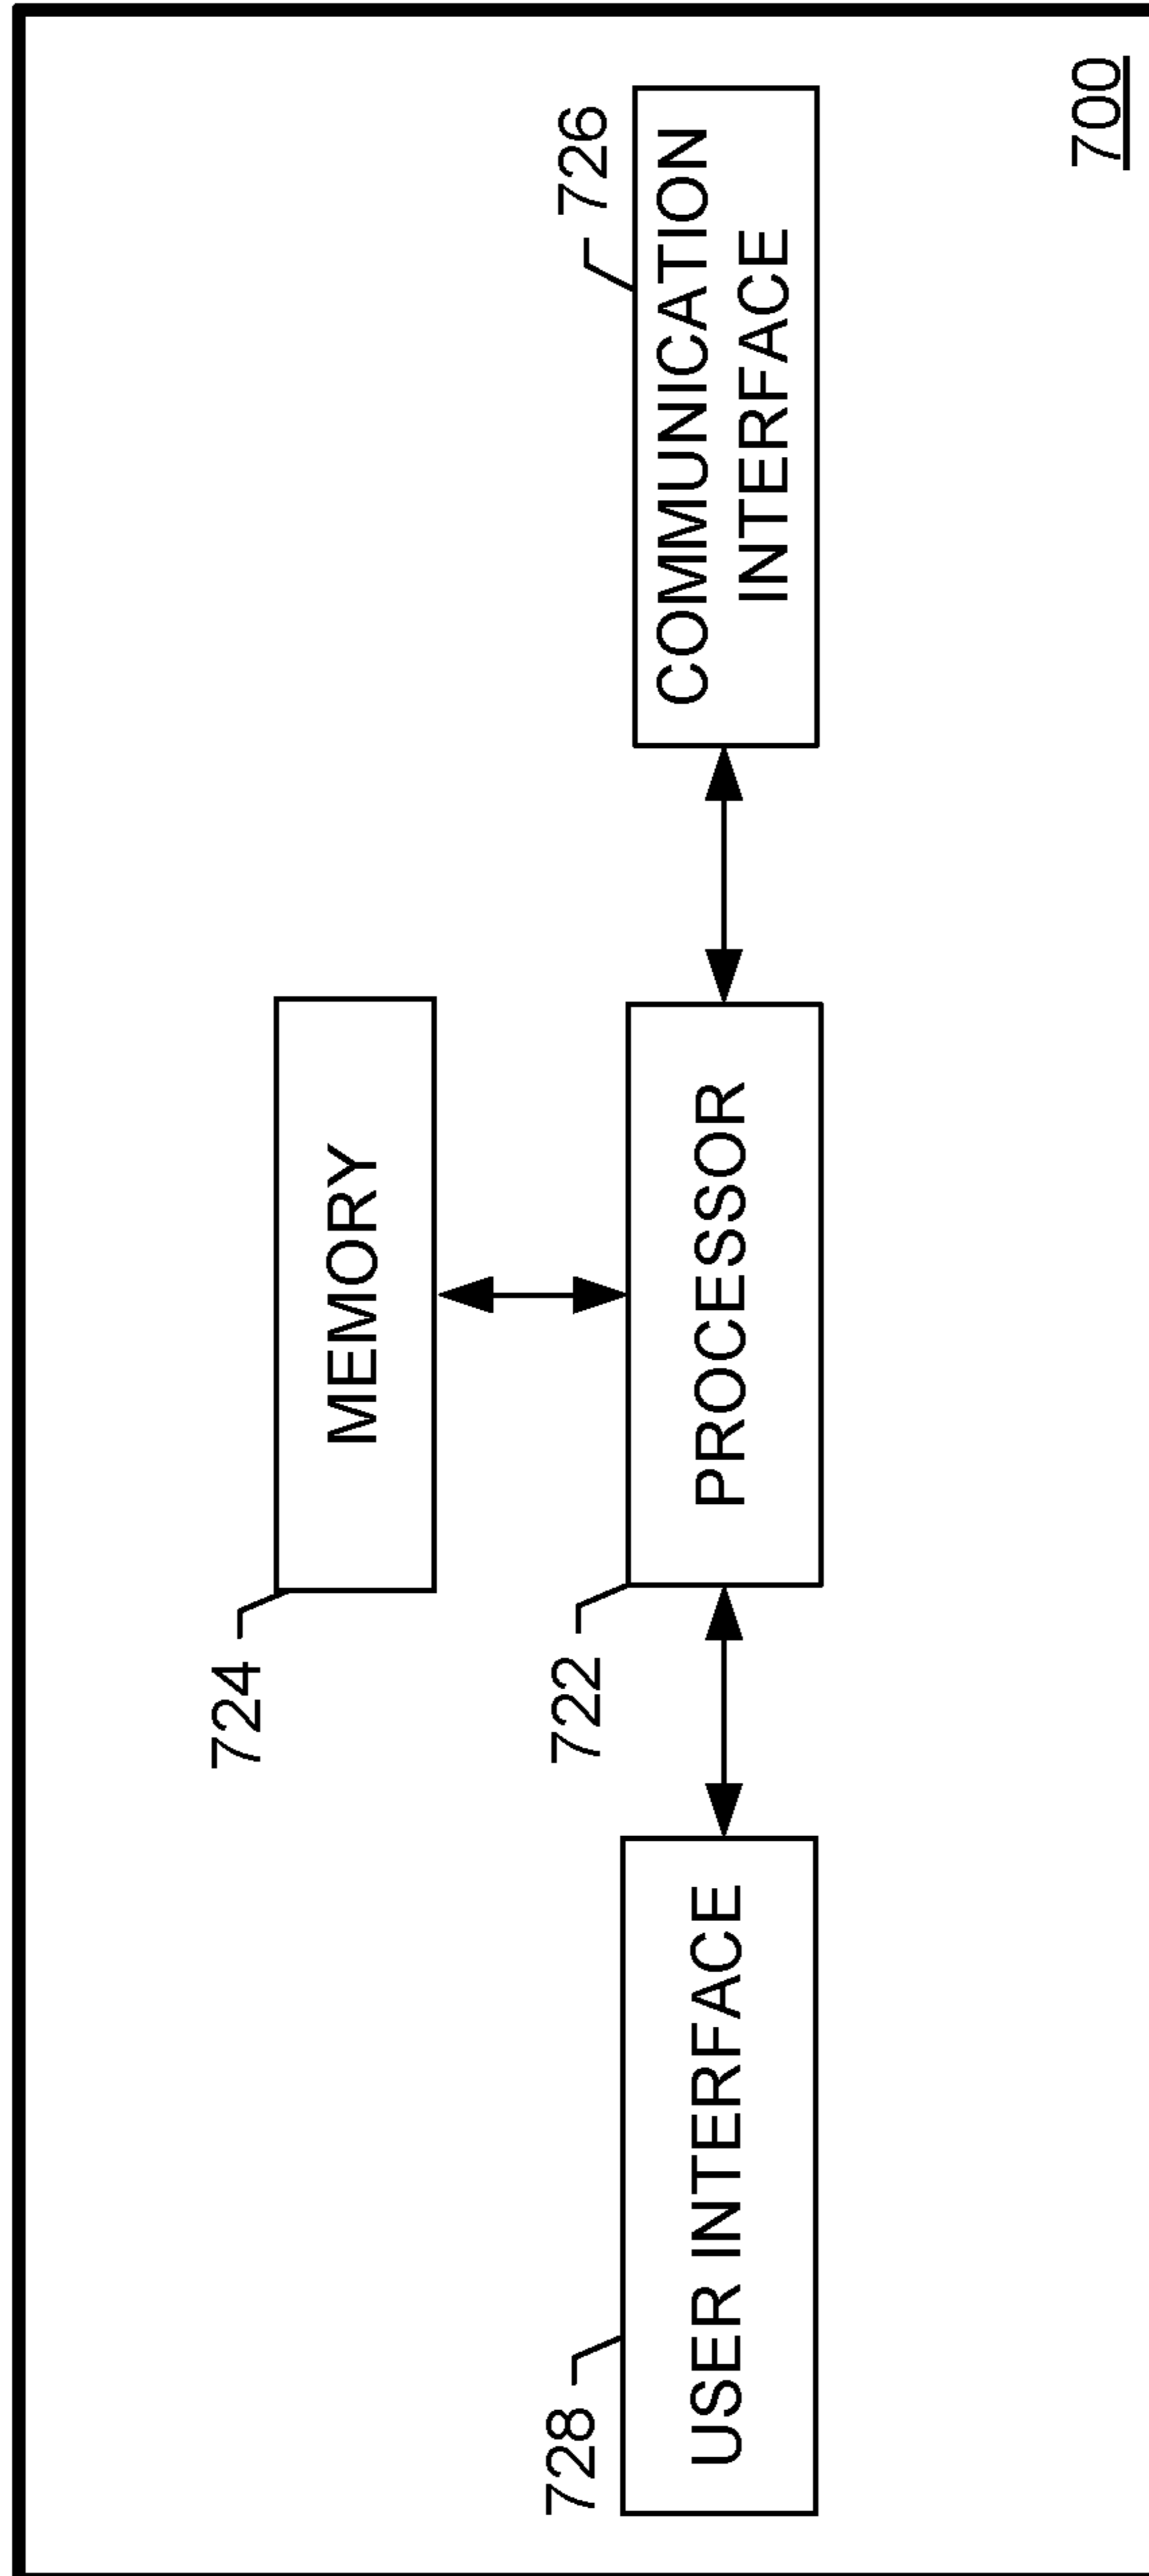 724
MEMORY
728
USER INTERFACE
722
PROCESSOR
726
COMMUNICATION
INTERFACE
700